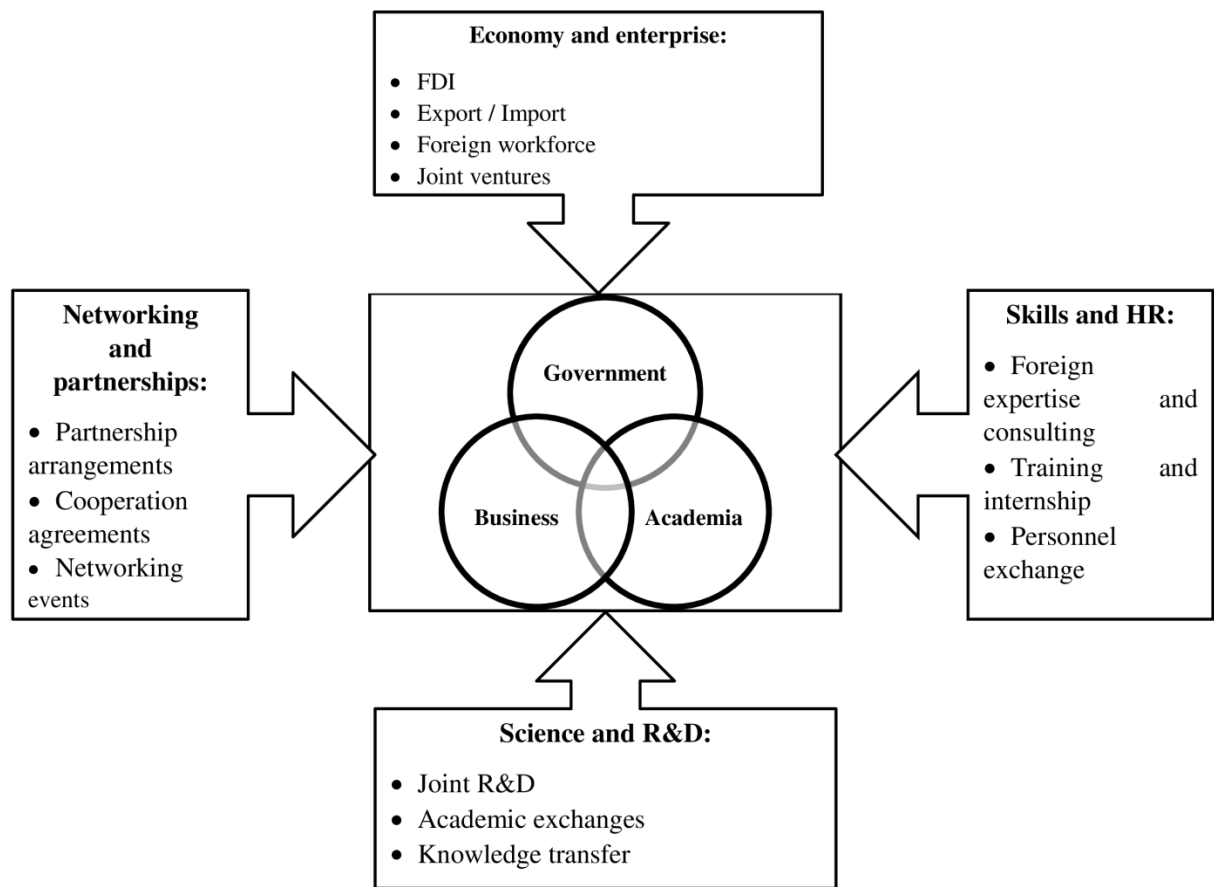 Economy and enterprise:
• FDI
• Export / Import
• Foreign workforce
• Joint ventures
Networking
and
partnerships:
• Partnership
arrangements
• Cooperation
agreements
• Networking
events
Government
Business
Academia
Skills and HR:
• Foreign
expertise and
consulting
• Training and
internship
• Personnel
exchange
Science and R&D:
• Joint R&D
• Academic exchanges
• Knowledge transfer